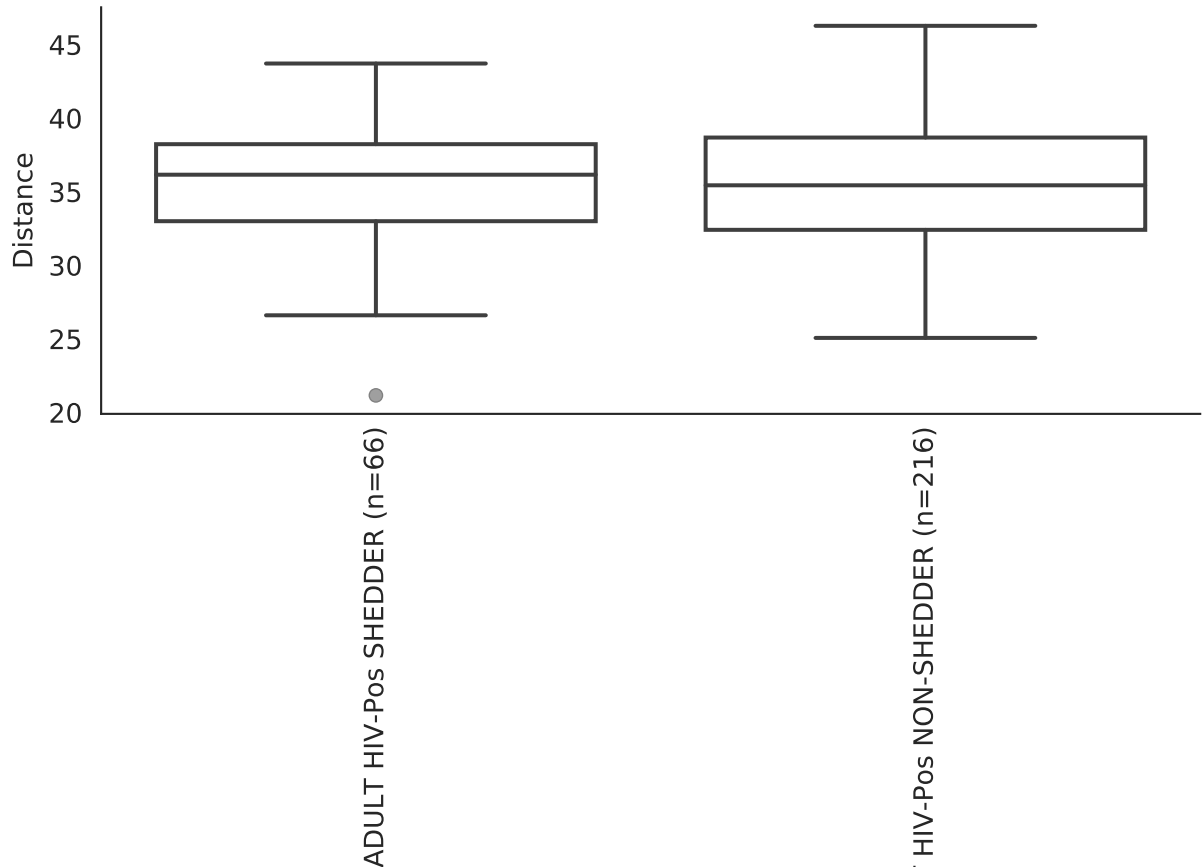 45
40
35
30
25
20
Distance
ADULT HIV-Pos SHEDDER (n=66)
HIV-Pos NON-SHEDDER (n=216)